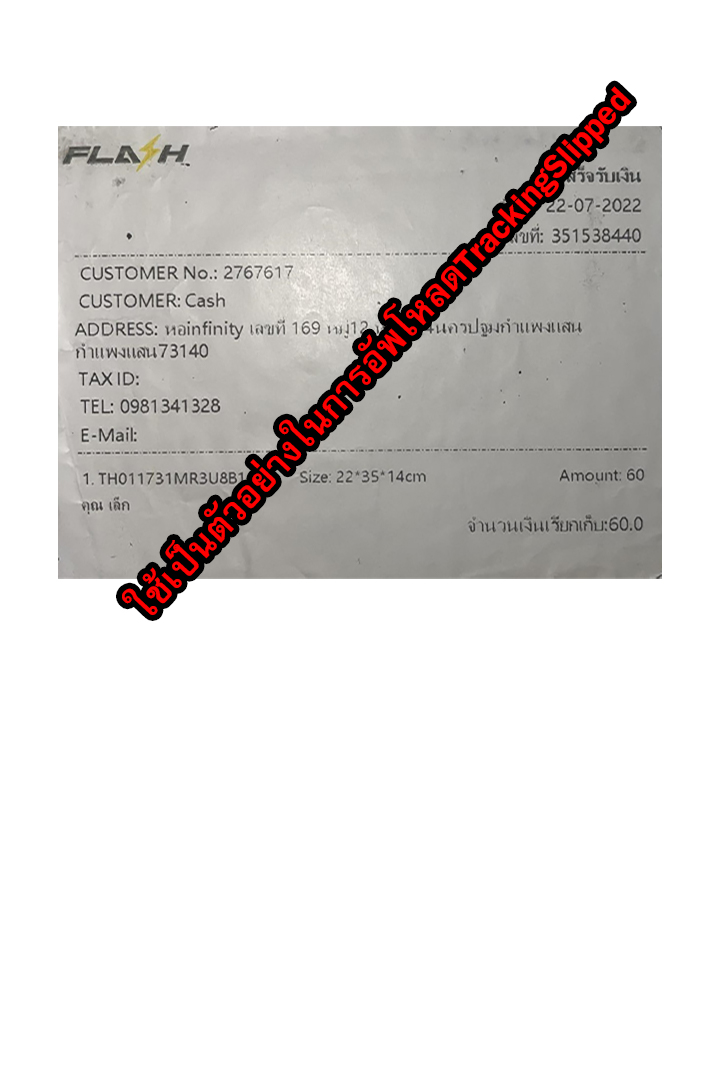 FLASH
สร็จรับเงิน
22-07-2022
ขที่: 351538440
CUSTOMER No.: 2767617
CUSTOMER: Cash
ADDRESS: หอinfinity เลขที่ 169 หมู่12 นครปฐมกำแพงแสน
กำแพงแสน73140
TAX ID:
TEL: 0981341328
E-Mail:
1. TH011731MR3U8B1 Size: 22*35*14cm Amount: 60
คุณ เล็ก
จำนวนเงินเรียกเก็บ:60.0
ใช้เป็นตัวอย่างในการอัพโหลดTrackingSlipped